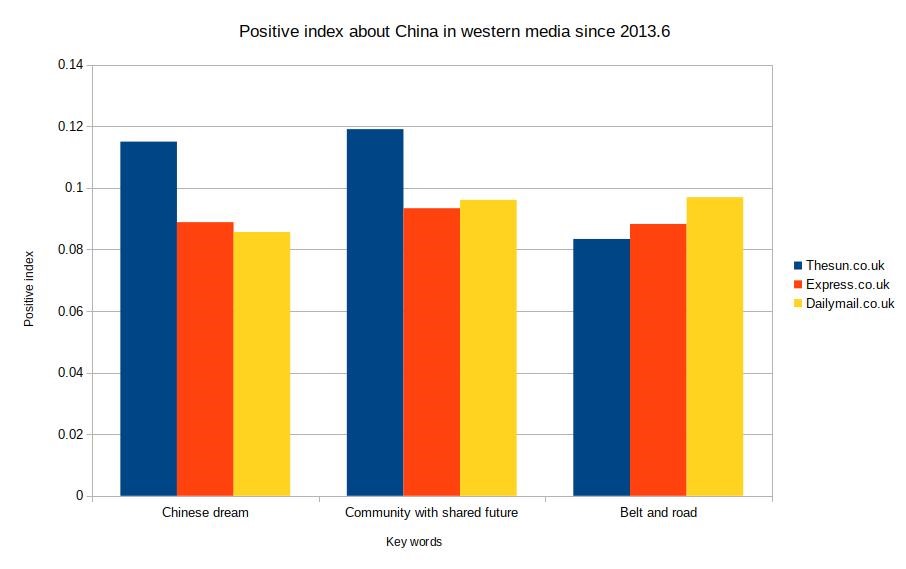 Positive index about China in western media since 2013.6
0.14
0.12
0.1
0.08
0.06
0.04
0.02
0
Positive index
Chinese dream
Community with shared future
Belt and road
Key words
Thesun.co.uk
Express.co.uk
Dailymail.co.uk